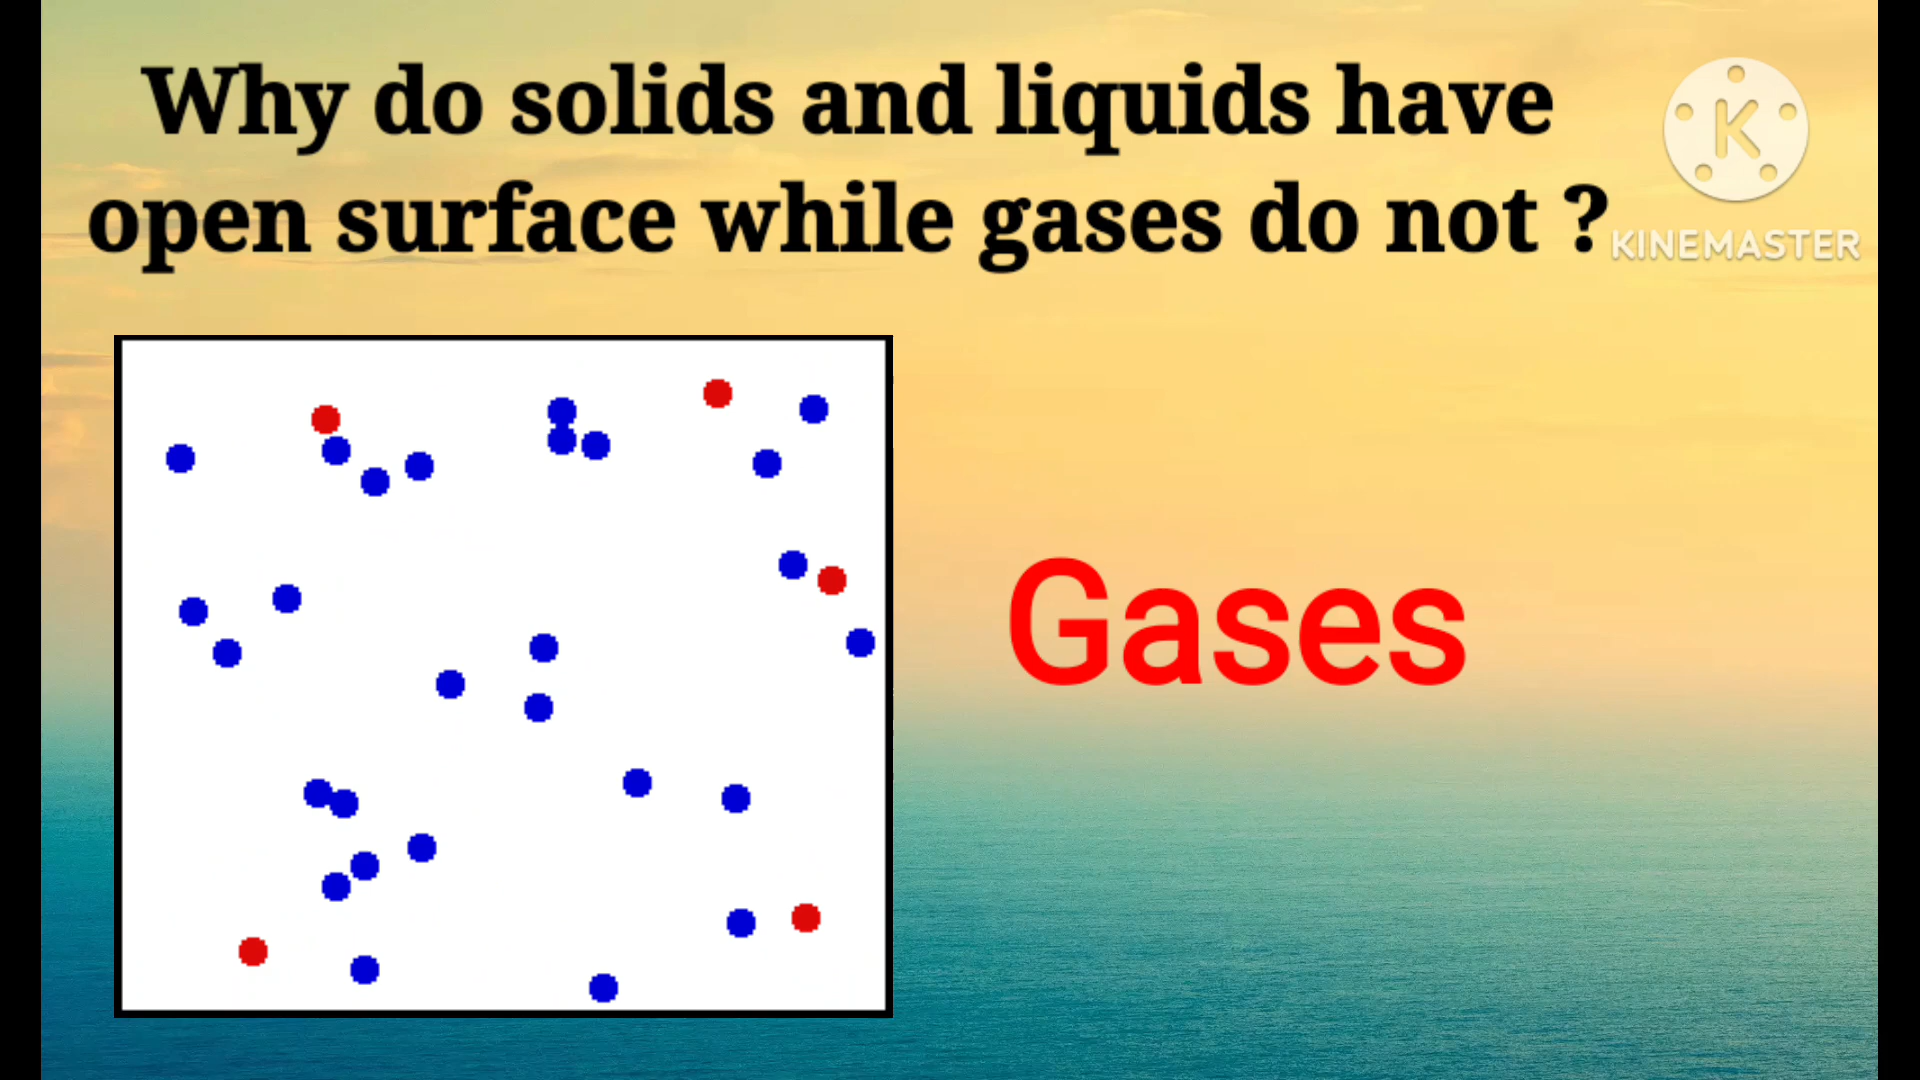 Why do solids and liquids have
open surface while gases do not ?
K
KINEMASTER
Gases